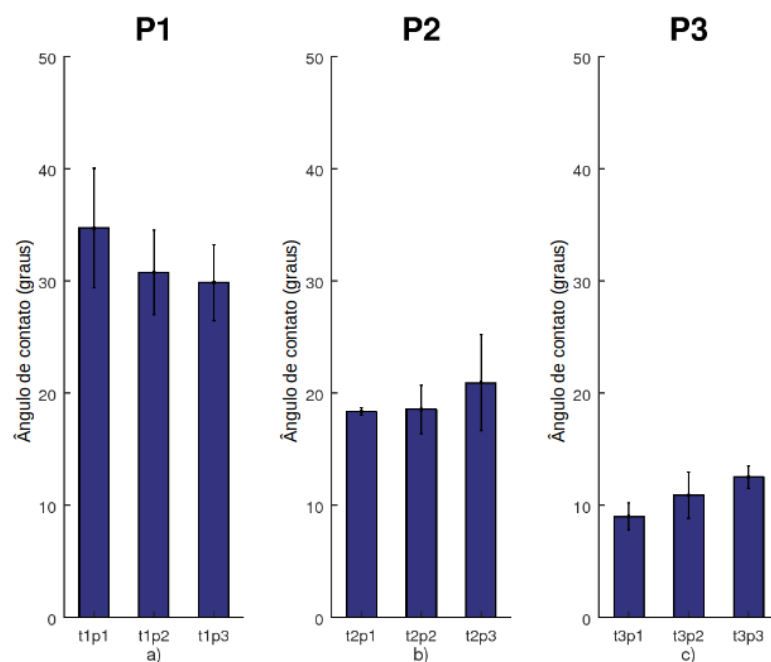 P1
P2
P3
Ângulo de contato (graus)
50
40
30
20
10
0
t1p1
t1p2
t1p3
a)
Ângulo de contato (graus)
50
40
30
20
10
0
t2p1
t2p2
t2p3
b)
Ângulo de contato (graus)
50
40
30
20
10
0
t3p1
t3p2
t3p3
c)